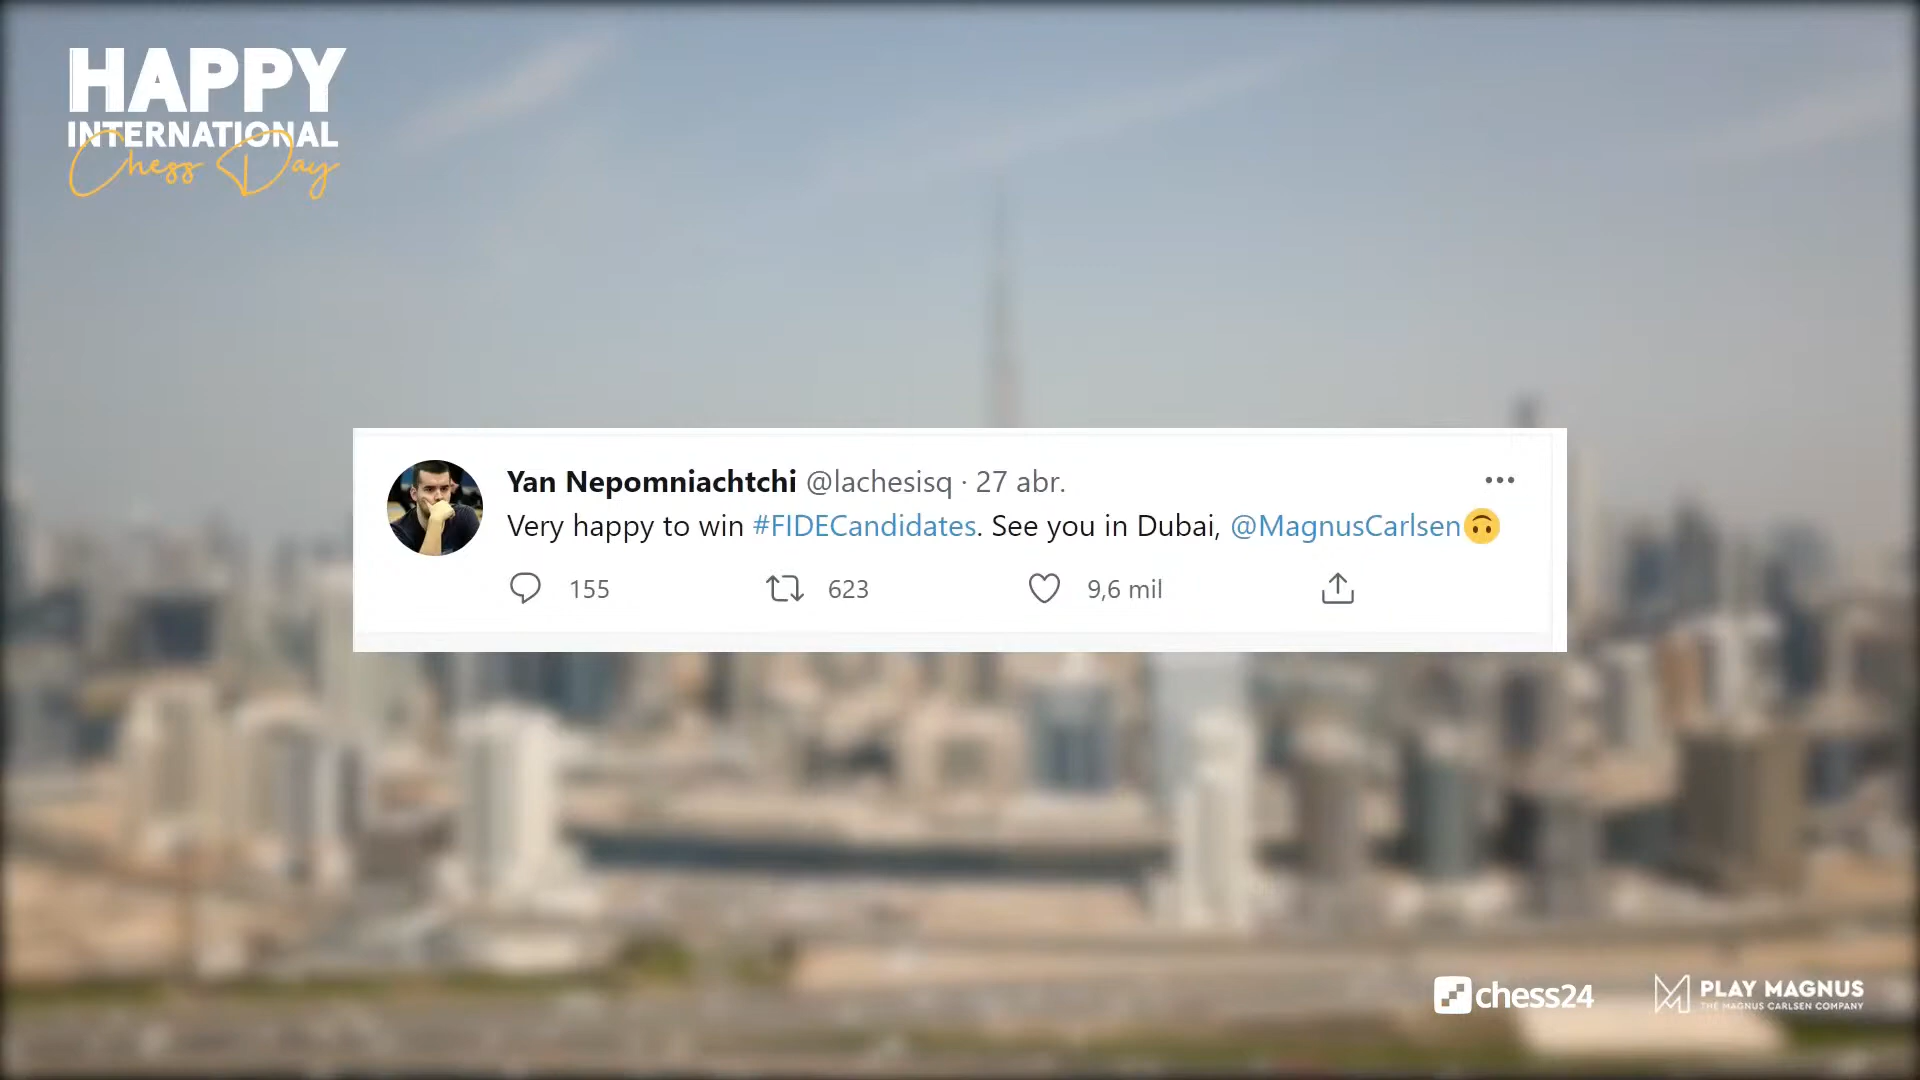 HAPPY
INTERNATIONAL
Chess Day
Yan Nepomniachtchi @lachesisq · 27 abr.
Very happy to win #FIDECandidates. See you in Dubai, @MagnusCarlsen🙃
155 623 9,6 mil
chess24
PLAY MAGNUS
THE MAGNUS CARLSEN COMPANY